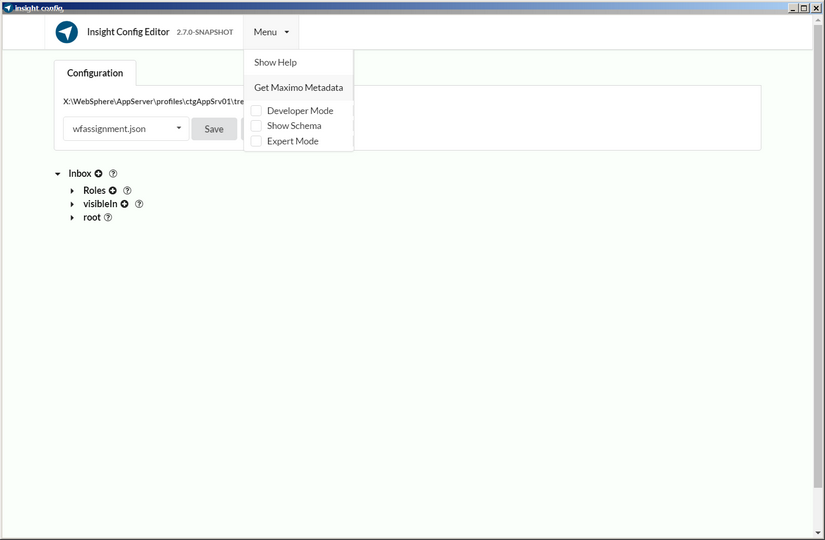 insight config.
Insight Config Editor 2.7.0-SNAPSHOT Menu
Show Help
Configuration
Get Maximo Metadata
X:\WebSphere\AppServer\profiles\ctgAppSrv01\tre
Developer Mode
wfassignment.json Save Show Schema
Expert Mode
Inbox
Roles
visibleIn
root